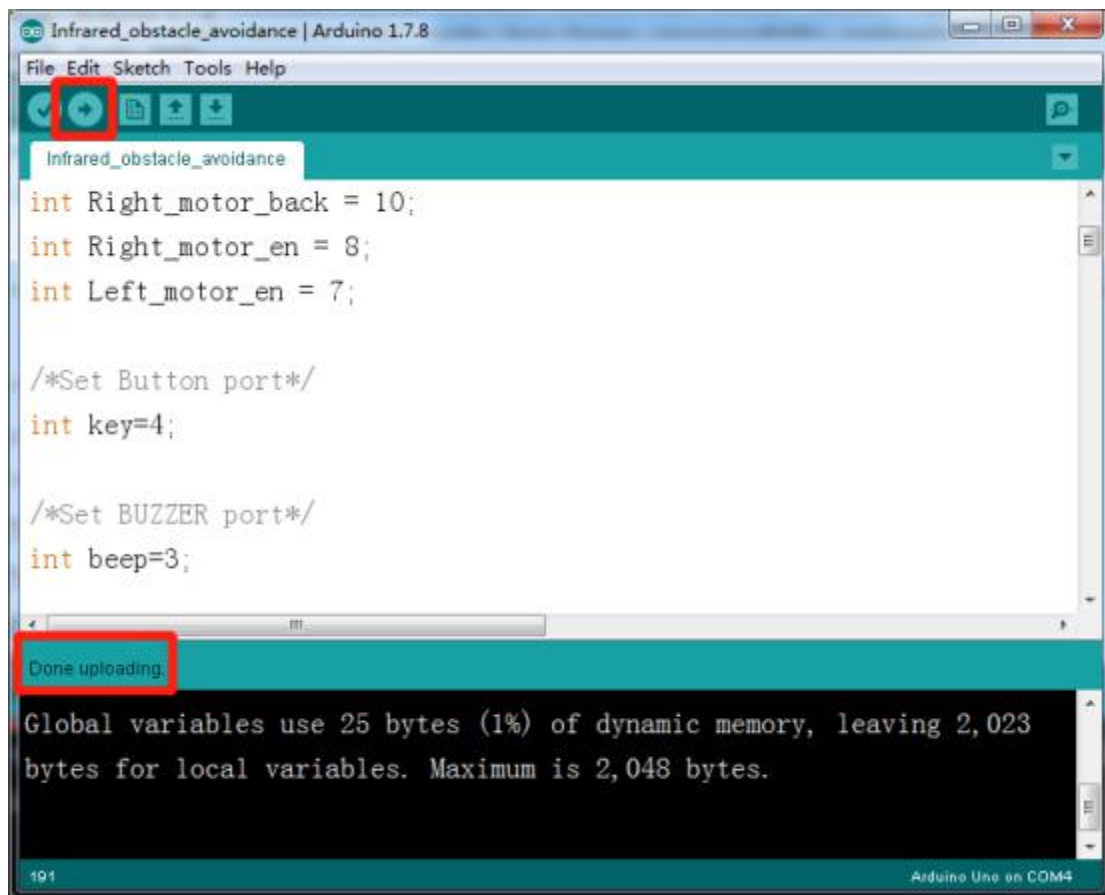 Infrared_obstacle_avoidance | Arduino 1.7.8
File Edit Sketch Tools Help
Infrared_obstacle_avoidance
int Right_motor_back = 10;
int Right_motor_en = 8;
int Left_motor_en = 7;
/*Set Button port*/
int key=4;
/*Set BUZZER port*/
int beep=3;
Done uploading.
Global variables use 25 bytes (1%) of dynamic memory, leaving 2,023
bytes for local variables. Maximum is 2,048 bytes.
191
Arduino Uno on COM4